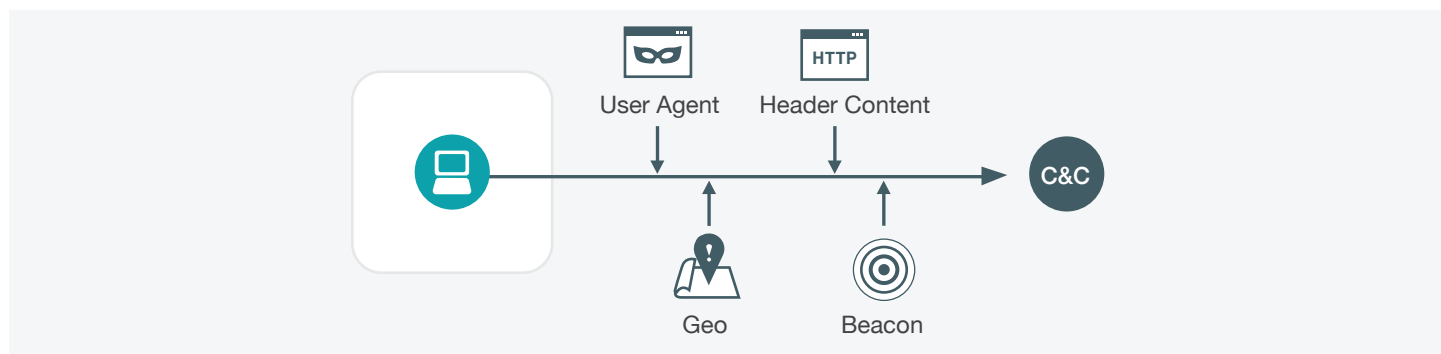 HTTP
User Agent
Header Content
C&C
!
Geo
Beacon